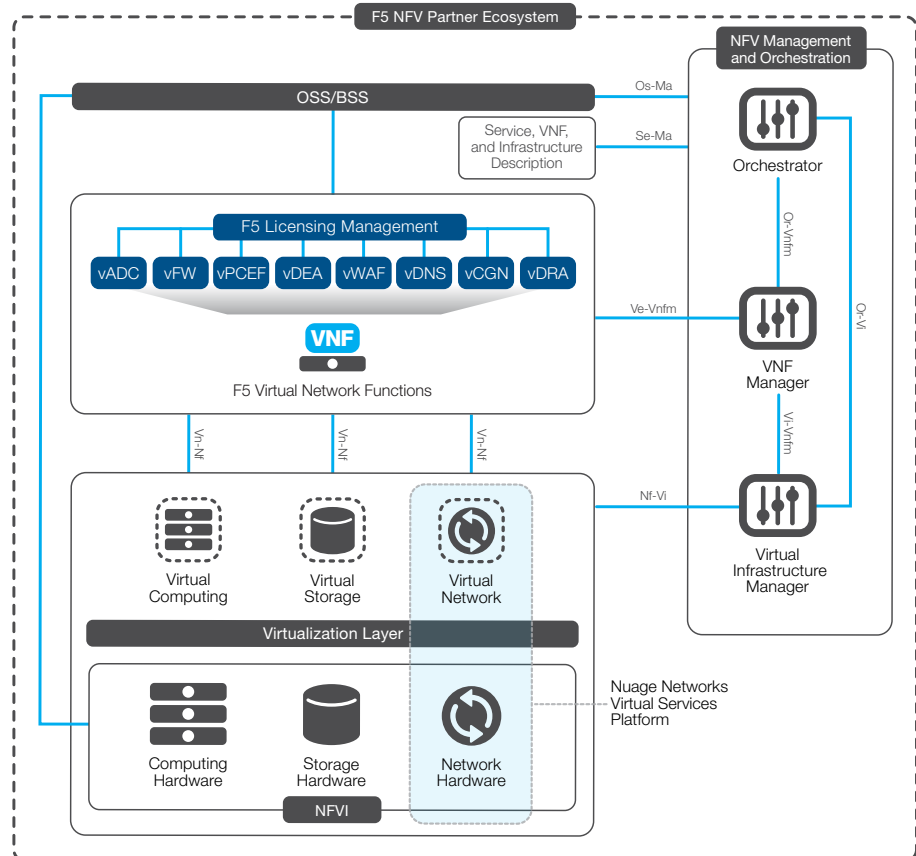 F5 NFV Partner Ecosystem
NFV Management
and Orchestration
OSS/BSS
Os-Ma
Service, VNF,
and Infrastructure
Description
Se-Ma
Orchestrator
F5 Licensing Management
vADC
vFW
vPCEF
vDEA
vWAF
vDNS
vCGN
vDRA
Or-Vnfm
VNF
F5 Virtual Network Functions
Ve-Vnfm
Or-Vi
VNF
Manager
Vn-Nf
Vn-Nf
Vn-Nf
Vi-Vnfm
Nf-Vi
Virtual
Computing
Virtual
Storage
Virtual
Network
Virtual
Infrastructure
Manager
Virtualization Layer
Nuage Networks
Virtual Services
Platform
Computing
Hardware
Storage
Hardware
Network
Hardware
NFVI